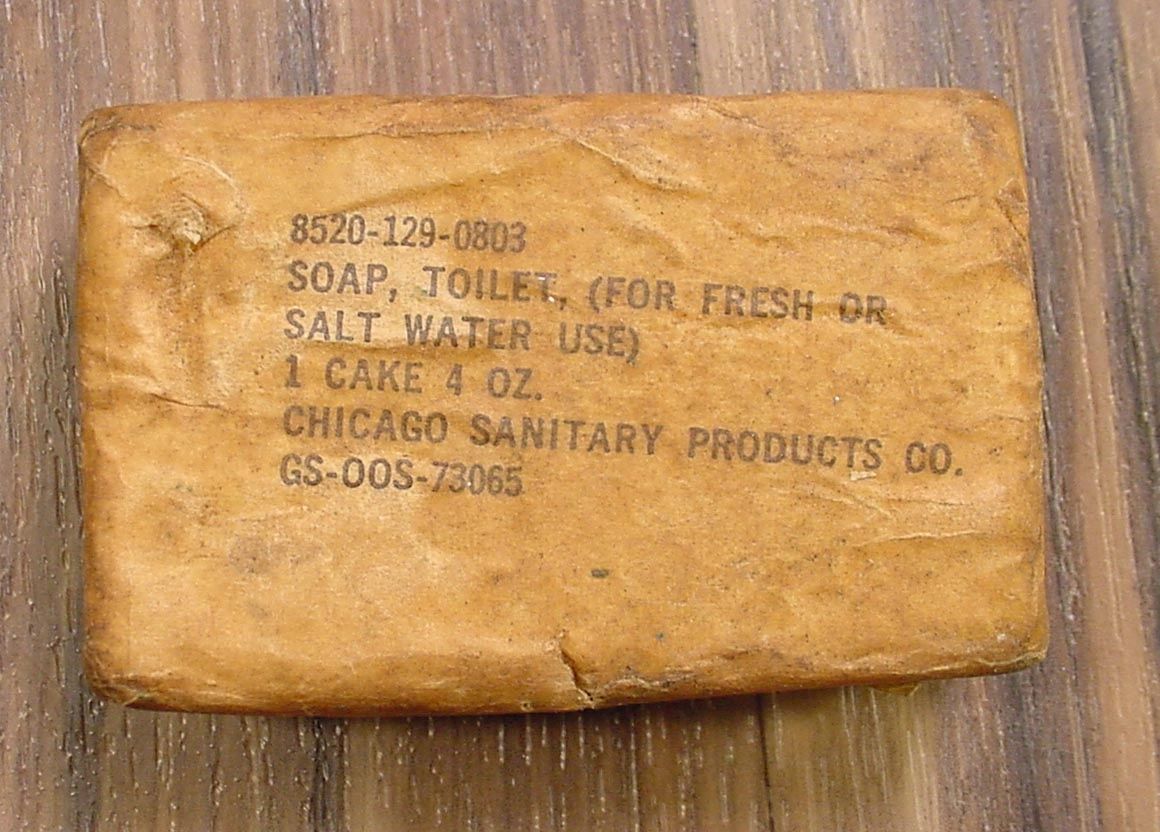 8520-129-0803
SOAP, TOILET, (FOR FRESH OR
SALT WATER USE)
1 CAKE 4 OZ.
CHICAGO SANITARY PRODUCTS CO.
GS-OOS-73065